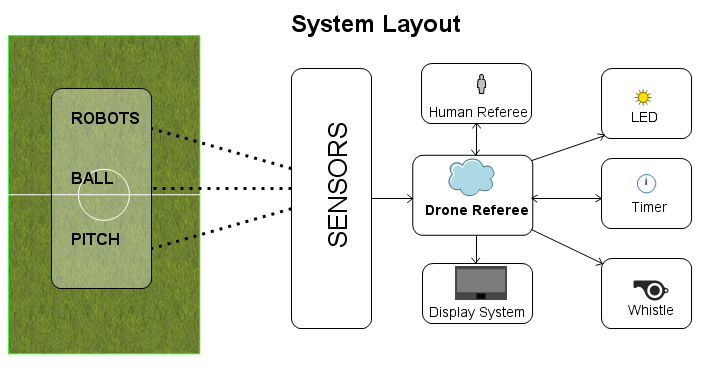 System Layout
ROBOTS
BALL
PITCH
SENSORS
Human Referee
Drone Referee
Display System
LED
Timer
Whistle